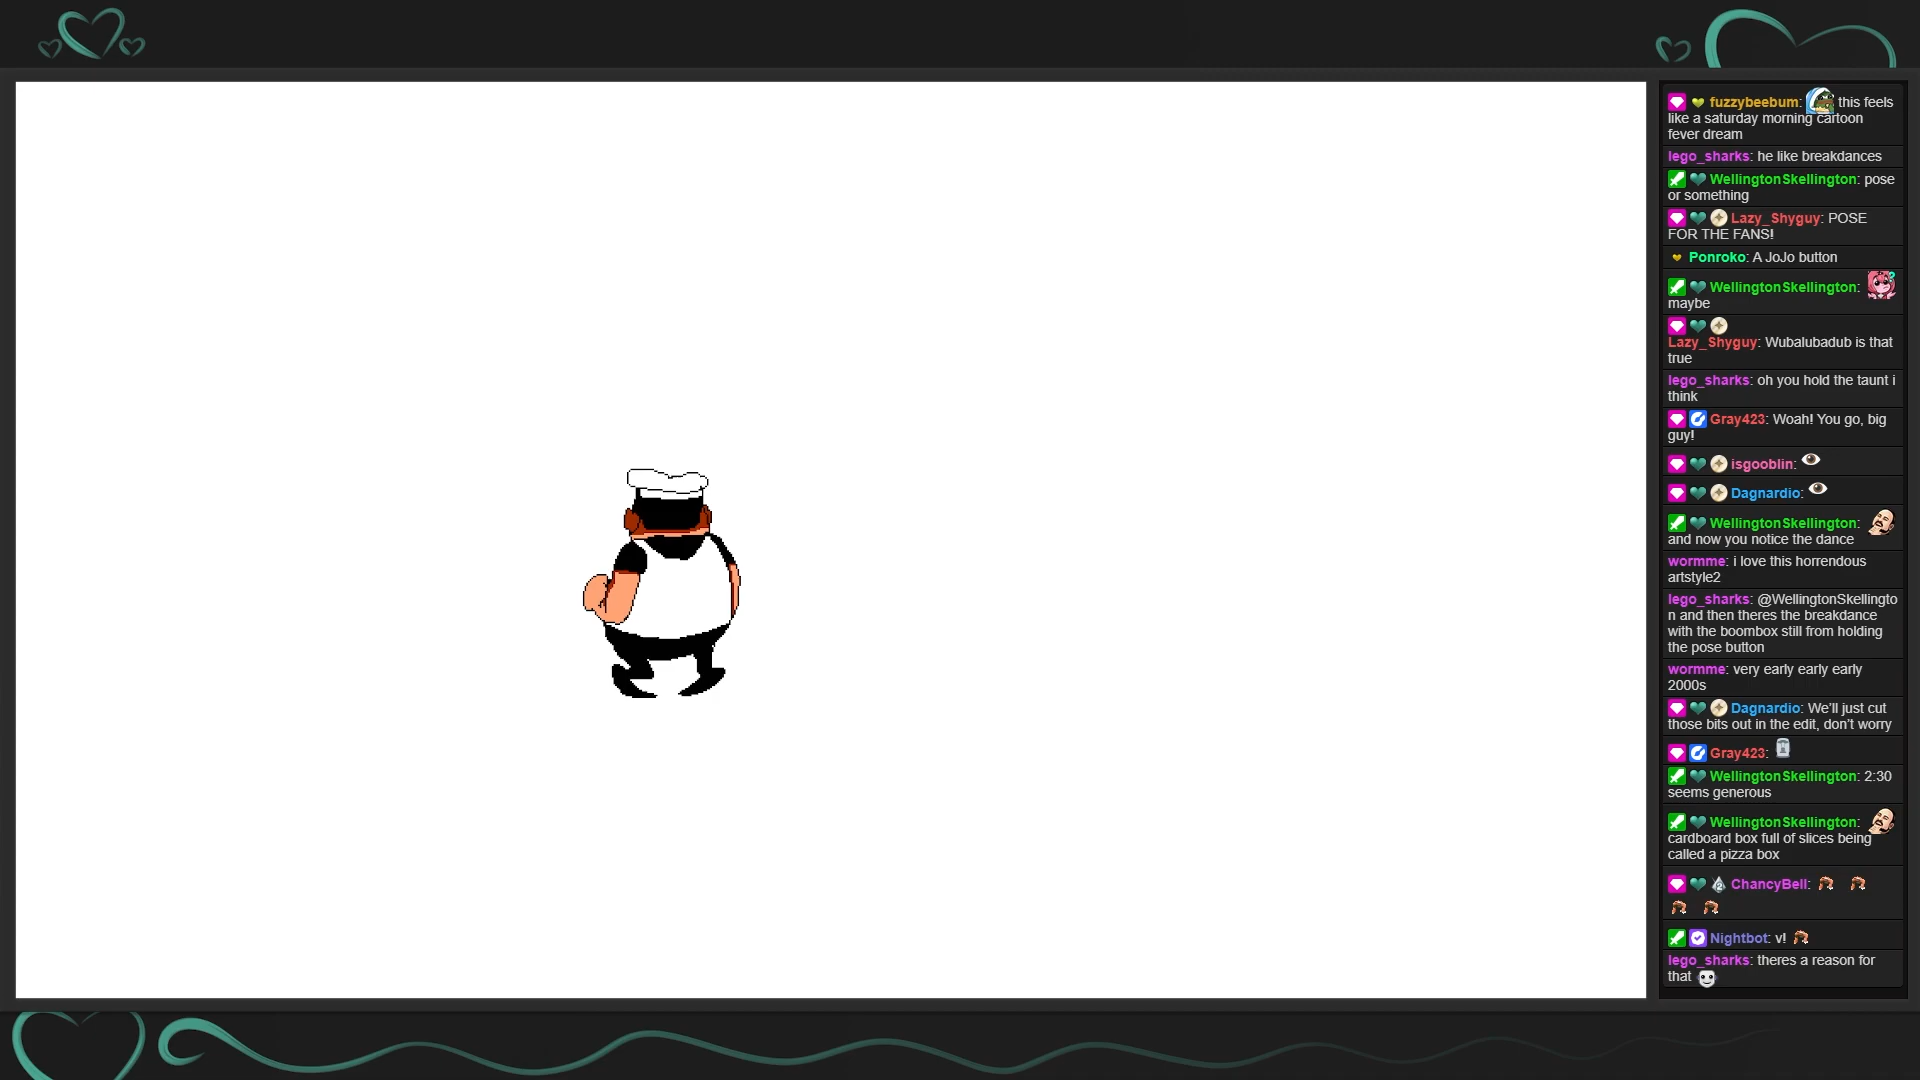 fuzzybeebum: this feels
like a saturday morning cartoon
fever dream
lego_sharks: he like breakdances
WellingtonSkellington: pose
or something
Lazy_Shyguy: POSE
FOR THE FANS!
Ponroko: A JoJo button
WellingtonSkellington:
maybe
Lazy_Shyguy: Wubalubadub is that
true
lego_sharks: oh you hold the taunt i
think
Gray423: Woah! You go, big
guy!
isgooblin:
Dagnardio:
WellingtonSkellington:
and now you notice the dance
wormme: i love this horrendous
artstyle2
lego_sharks: @WellingtonSkellingto
n and then theres the breakdance
with the boombox still from holding
the pose button
wormme: very early early early
2000s
Dagnardio: We'll just cut
those bits out in the edit, don't worry
Gray423:
WellingtonSkellington: 2:30
seems generous
WellingtonSkellington:
cardboard box full of slices being
called a pizza box
ChancyBell:
Nightbot: v!
lego_sharks: theres a reason for
that